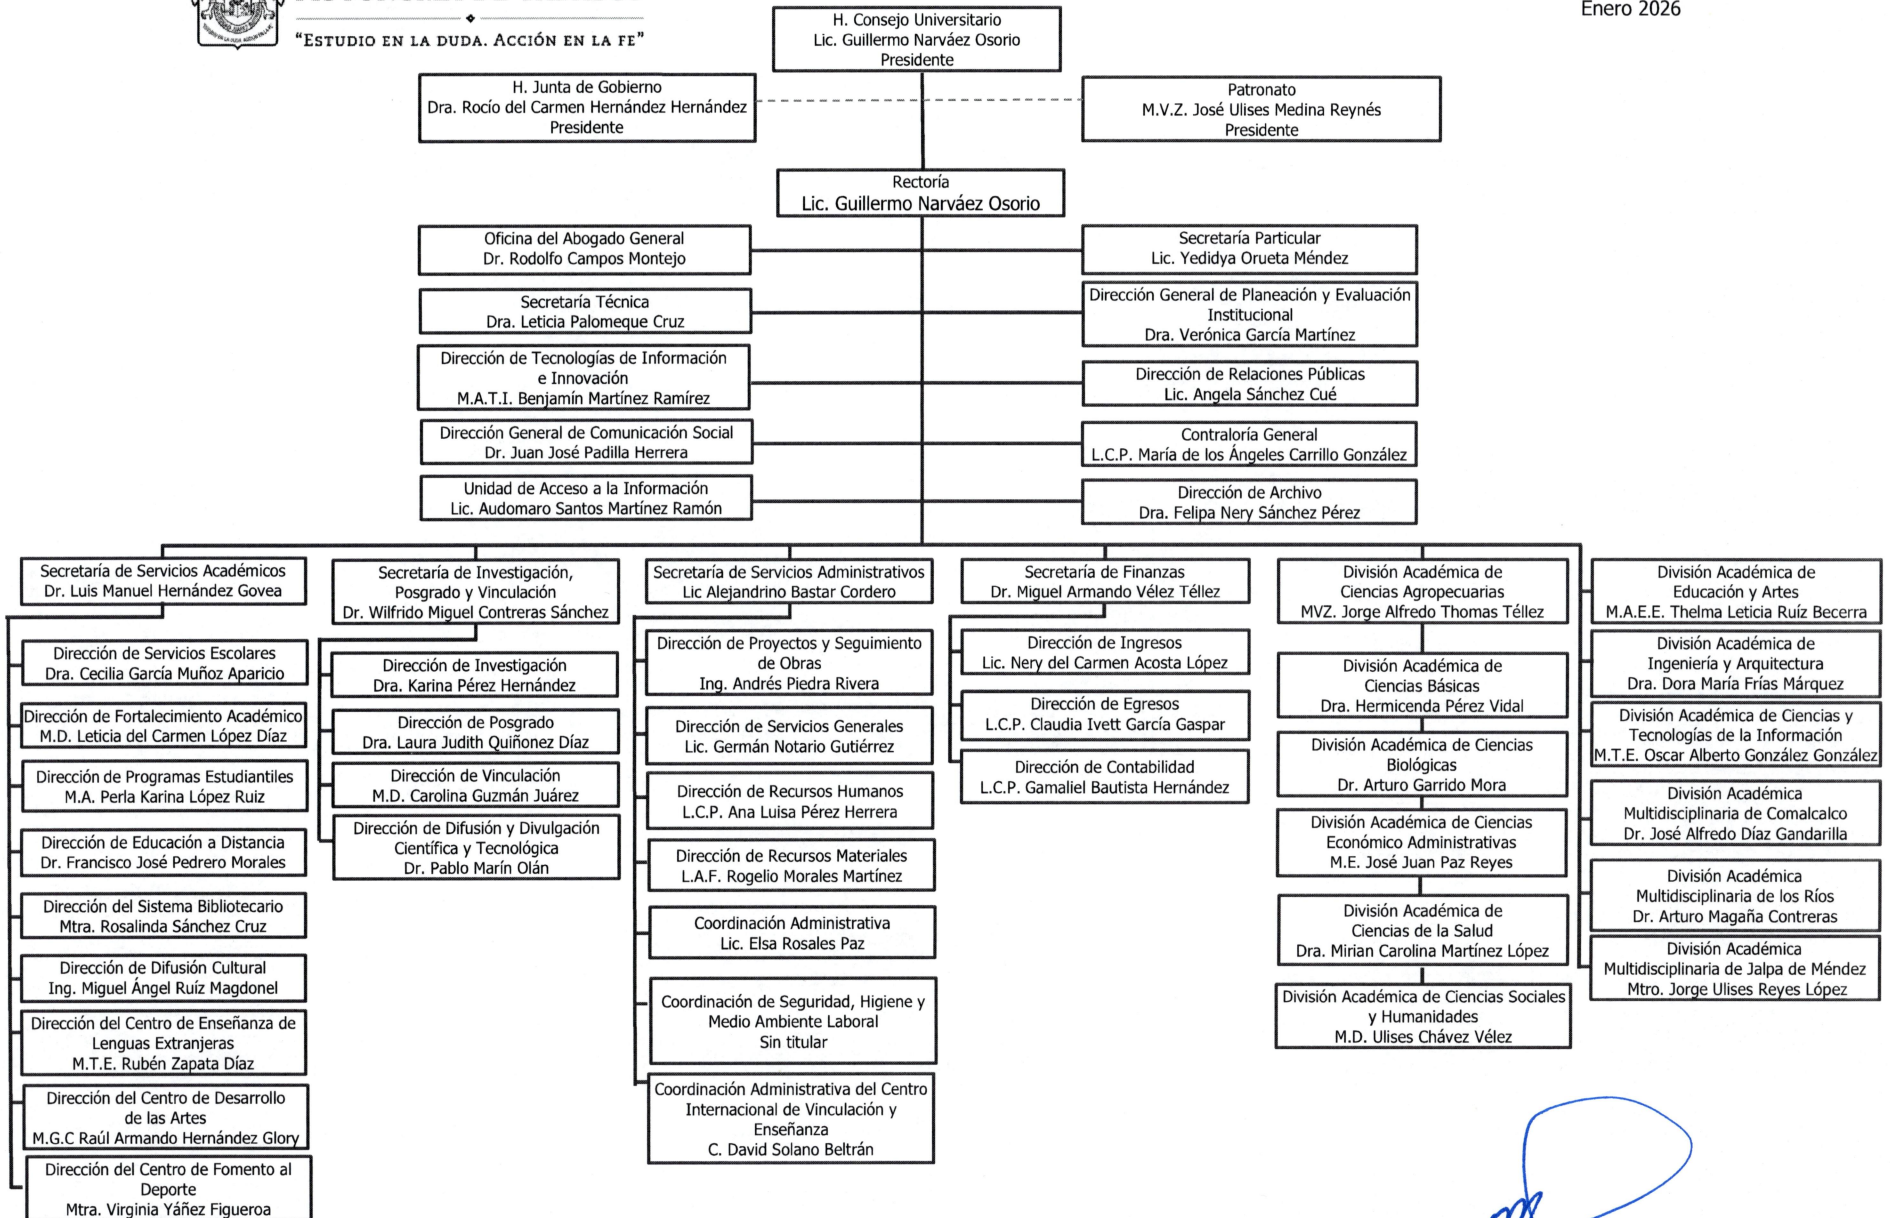 "ESTUDIO EN LA DUDA. ACCIÓN EN LA FE"
Enero 2026
H. Consejo Universitario
Lic. Guillermo Narváez Osorio
Presidente
H. Junta de Gobierno
Dra. Rocío del Carmen Hernández Hernández
Presidente
Patronato
M.V.Z. José Ulises Medina Reynés
Presidente
Rectoría
Lic. Guillermo Narváez Osorio
Oficina del Abogado General
Dr. Rodolfo Campos Montejo
Secretaría Particular
Lic. Yedidya Orueta Méndez
Secretaría Técnica
Dra. Leticia Palomeque Cruz
Dirección General de Planeación y Evaluación
Institucional
Dra. Verónica García Martínez
Dirección de Tecnologías de Información
e Innovación
M.A.T.I. Benjamín Martínez Ramírez
Dirección de Relaciones Públicas
Lic. Angela Sánchez Cué
Dirección General de Comunicación Social
Dr. Juan José Padilla Herrera
Contraloría General
L.C.P. María de los Ángeles Carrillo González
Unidad de Acceso a la Información
Lic. Audomaro Santos Martínez Ramón
Dirección de Archivo
Dra. Felipa Nery Sánchez Pérez
Secretaría de Servicios Académicos
Dr. Luis Manuel Hernández Govea
Dirección de Servicios Escolares
Dra. Cecilia García Muñoz Aparicio
Dirección de Fortalecimiento Académico
M.D. Leticia del Carmen López Díaz
Dirección de Programas Estudiantiles
M.A. Perla Karina López Ruiz
Dirección de Educación a Distancia
Dr. Francisco José Pedrero Morales
Dirección del Sistema Bibliotecario
Mtra. Rosalinda Sánchez Cruz
Dirección de Difusión Cultural
Ing. Miguel Ángel Ruíz Magdonel
Dirección del Centro de Enseñanza de
Lenguas Extranjeras
M.T.E. Rubén Zapata Díaz
Dirección del Centro de Desarrollo
de las Artes
M.G.C Raúl Armando Hernández Glory
Dirección del Centro de Fomento al
Deporte
Mtra. Virginia Yáñez Figueroa
Secretaría de Investigación,
Posgrado y Vinculación
Dr. Wilfrido Miguel Contreras Sánchez
Dirección de Investigación
Dra. Karina Pérez Hernández
Dirección de Posgrado
Dra. Laura Judith Quiñonez Díaz
Dirección de Vinculación
M.D. Carolina Guzmán Juárez
Dirección de Difusión y Divulgación
Científica y Tecnológica
Dr. Pablo Marín Olán
Secretaría de Servicios Administrativos
Lic Alejandrino Bastar Cordero
Dirección de Proyectos y Seguimiento
de Obras
Ing. Andrés Piedra Rivera
Dirección de Servicios Generales
Lic. Germán Notario Gutiérrez
Dirección de Recursos Humanos
L.C.P. Ana Luisa Pérez Herrera
Dirección de Recursos Materiales
L.A.F. Rogelio Morales Martínez
Coordinación Administrativa
Lic. Elsa Rosales Paz
Coordinación de Seguridad, Higiene y
Medio Ambiente Laboral
Sin titular
Coordinación Administrativa del Centro
Internacional de Vinculación y
Enseñanza
C. David Solano Beltrán
Secretaría de Finanzas
Dr. Miguel Armando Vélez Téllez
Dirección de Ingresos
Lic. Nery del Carmen Acosta López
Dirección de Egresos
L.C.P. Claudia Ivett García Gaspar
Dirección de Contabilidad
L.C.P. Gamaliel Bautista Hernández
División Académica de
Ciencias Agropecuarias
MVZ. Jorge Alfredo Thomas Téllez
División Académica de
Ciencias Básicas
Dra. Hermicenda Pérez Vidal
División Académica de Ciencias
Biológicas
Dr. Arturo Garrido Mora
División Académica de Ciencias
Económico Administrativas
M.E. José Juan Paz Reyes
División Académica de
Ciencias de la Salud
Dra. Mirian Carolina Martínez López
División Académica de Ciencias Sociales
y Humanidades
M.D. Ulises Chávez Vélez
División Académica de
Educación y Artes
M.A.E.E. Thelma Leticia Ruíz Becerra
División Académica de
Ingeniería y Arquitectura
Dra. Dora María Frías Márquez
División Académica de Ciencias y
Tecnologías de la Información
M.T.E. Oscar Alberto González González
División Académica
Multidisciplinaria de Comalcalco
Dr. José Alfredo Díaz Gandarilla
División Académica
Multidisciplinaria de los Ríos
Dr. Arturo Magaña Contreras
División Académica
Multidisciplinaria de Jalpa de Méndez
Mtro. Jorge Ulises Reyes López